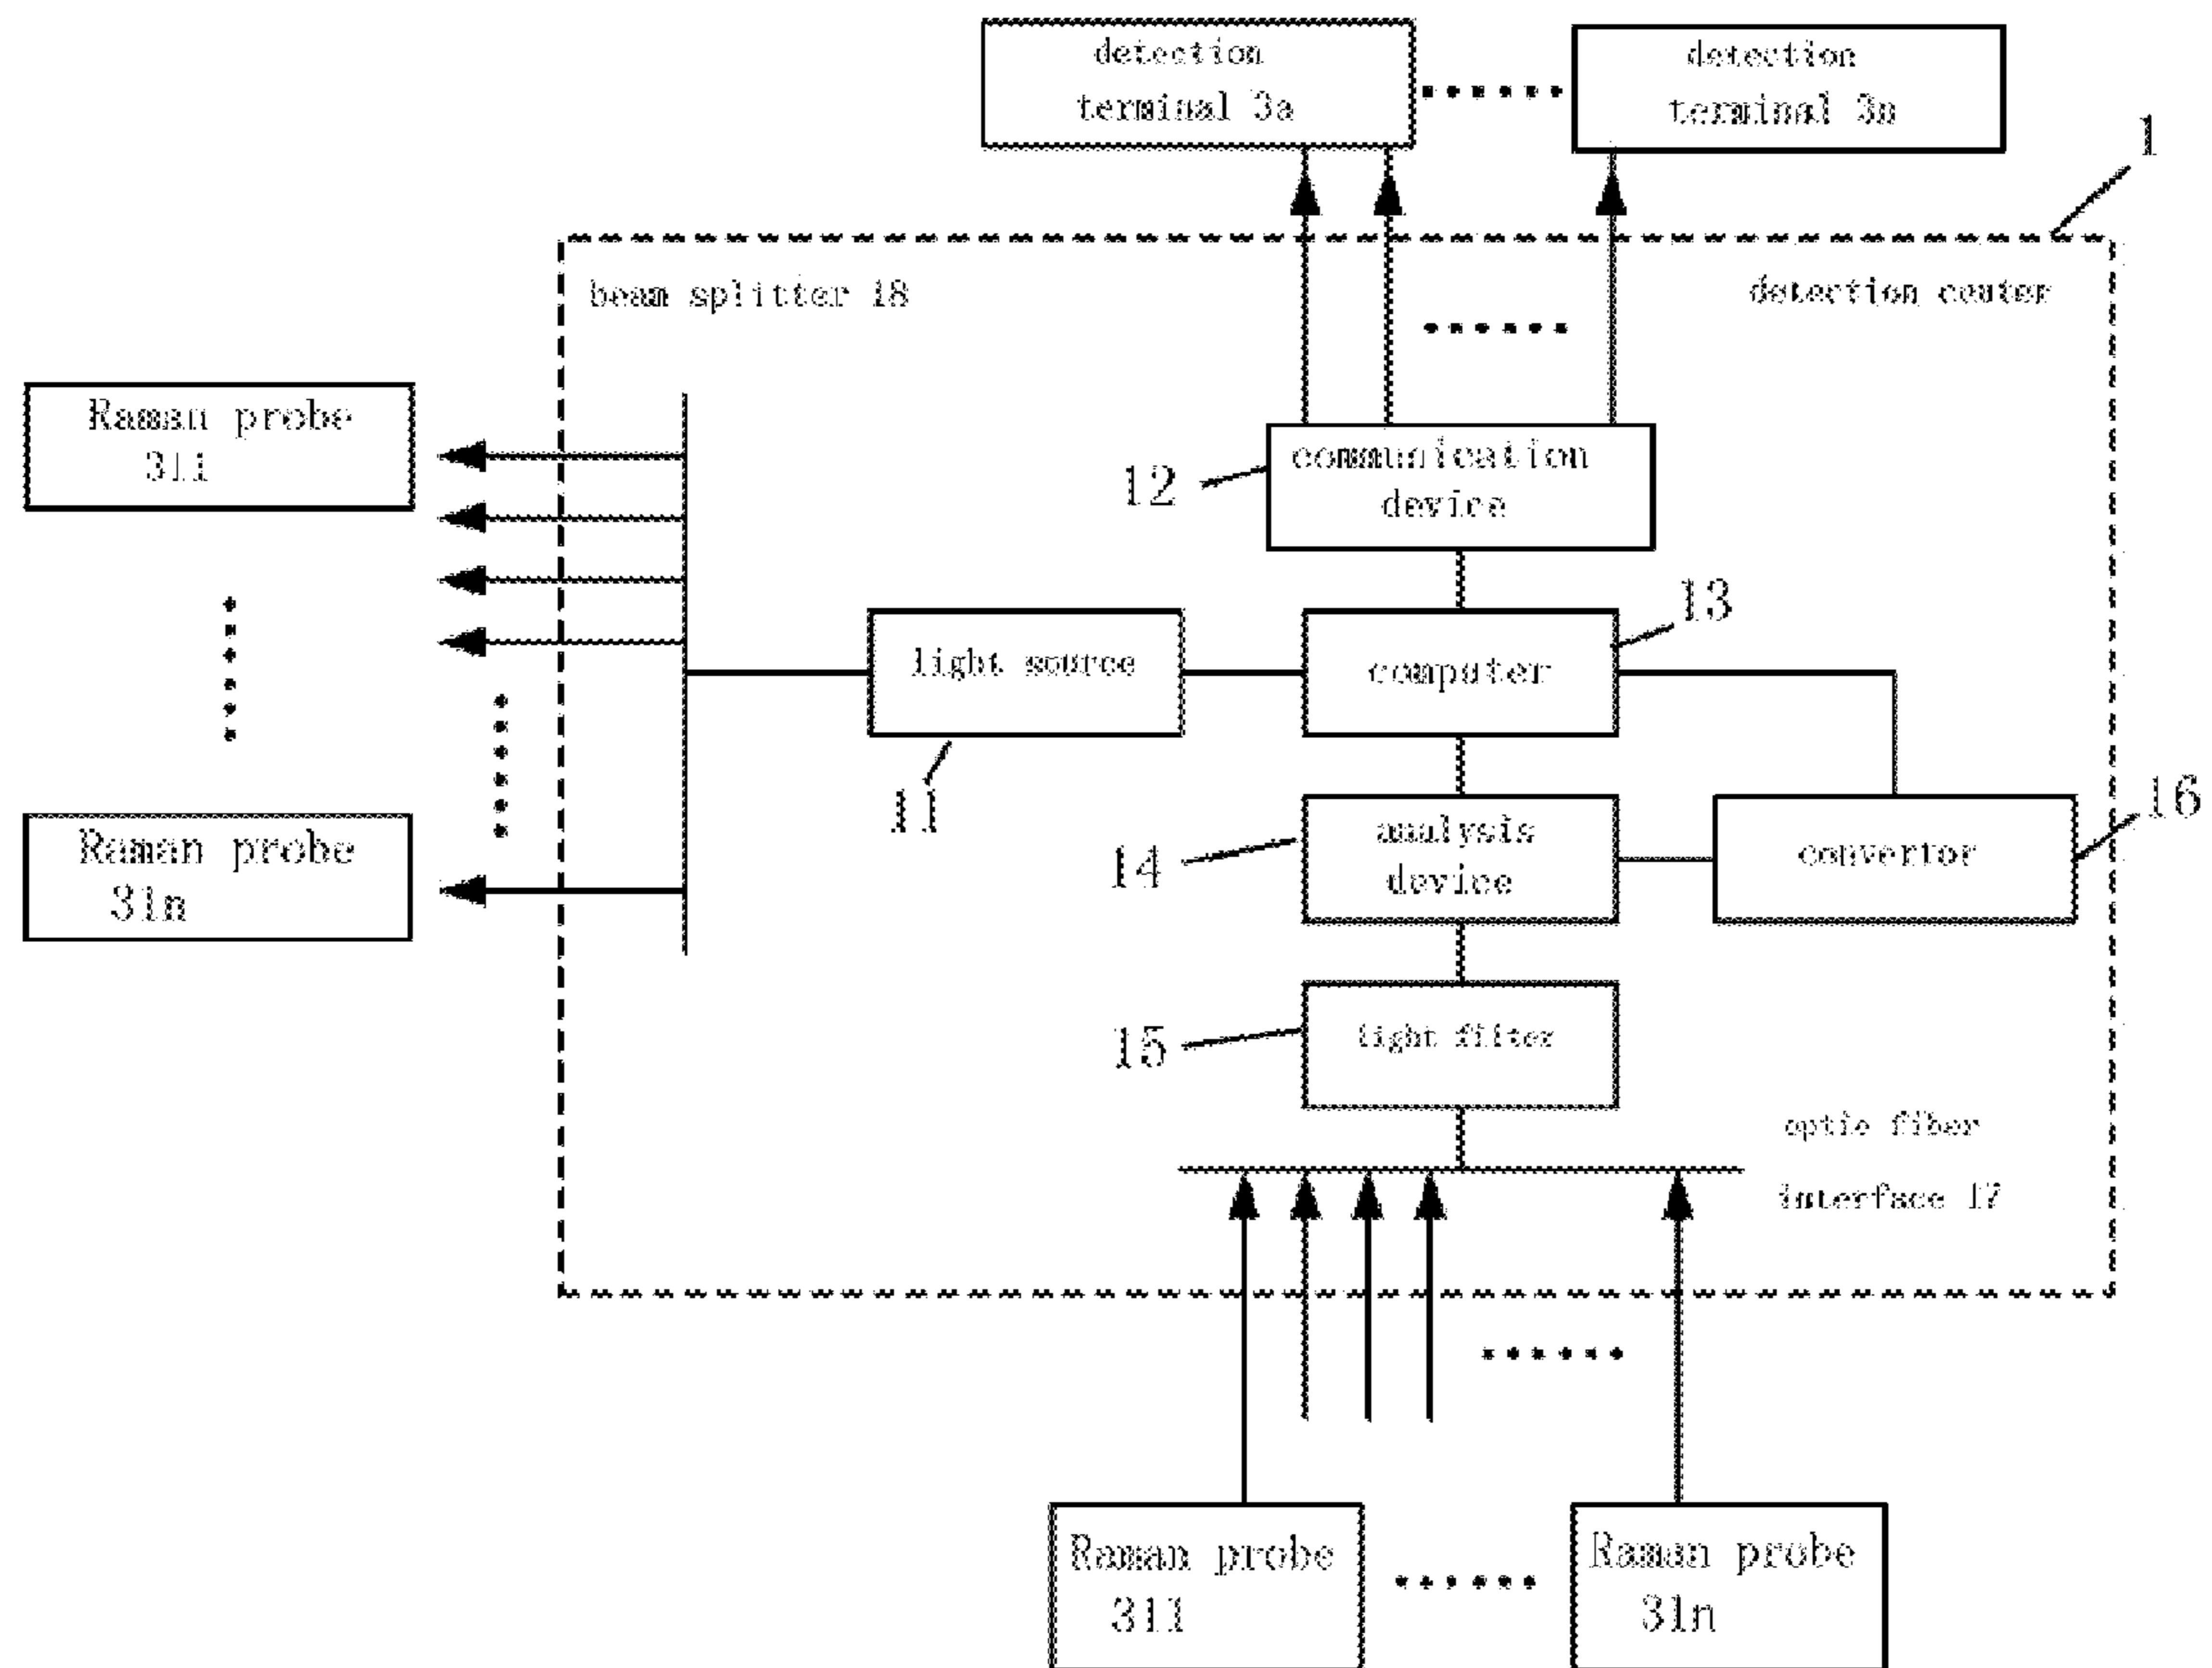 detection
terminal 3a
detection
terminal 3n
1
beam splitter 18
detection center
Raman probe
311
12
communication
device
13
light source
computer
11
Raman probe
31n
14
analysis
device
convertor
16
15
light filter
optic fiber
interface 17
Raman probe
311
Raman probe
31n